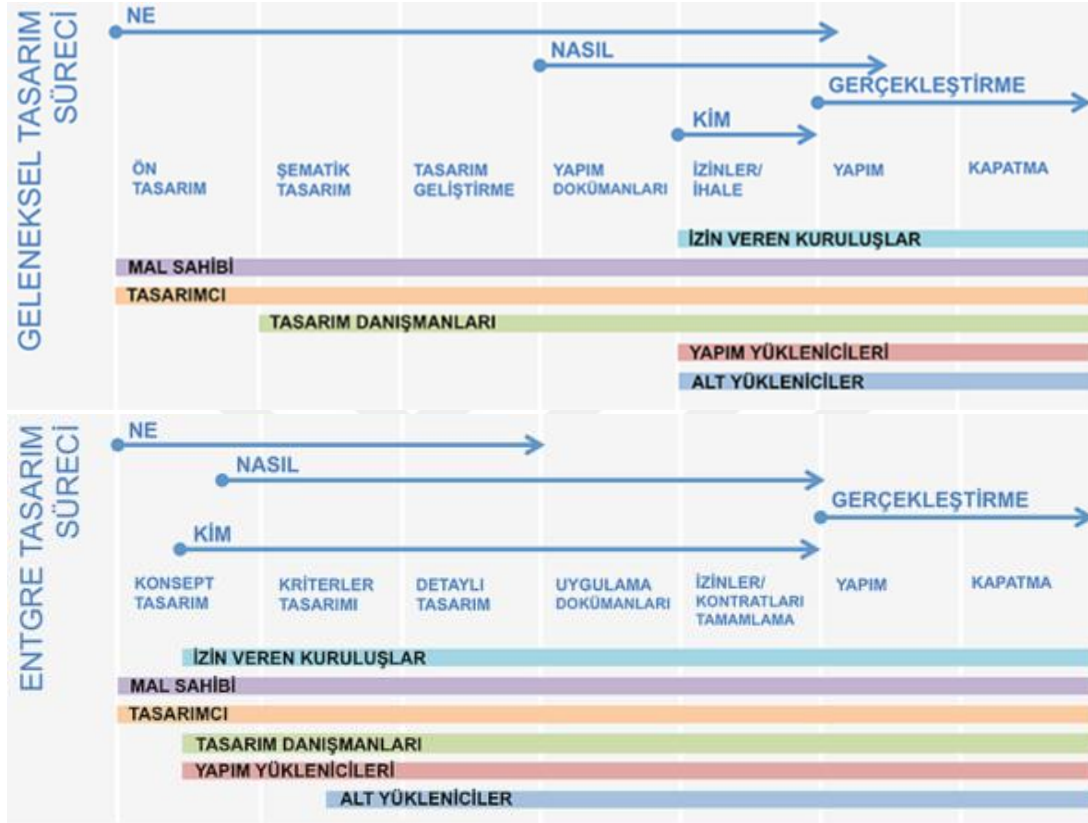 GELENEKSEL TASARIM
SÜRECİ
NE
NASIL
GERÇEKLEŞTİRME
KİM
ÖN
TASARIM
ŞEMATİK
TASARIM
TASARIM
GELİŞTİRME
YAPIM
DOKÜMANLARI
İZİNLER/
İHALE
YAPIM
KAPATMA
İZİN VEREN KURULUŞLAR
MAL SAHİBİ
TASARIMCI
TASARIM DANIŞMANLARI
YAPIM YÜKLENİCİLERİ
ALT YÜKLENİCİLER
ENTGRE TASARIM
SÜRECİ
NE
NASIL
GERÇEKLEŞTİRME
KİM
KONSEPT
TASARIM
KRİTERLER
TASARIMI
DETAYLI
TASARIM
UYGULAMA
DOKÜMANLARI
İZİNLER/
KONTRATLARI
TAMAMLAMA
YAPIM
KAPATMA
İZİN VEREN KURULUŞLAR
MAL SAHİBİ
TASARIMCI
TASARIM DANIŞMANLARI
YAPIM YÜKLENİCİLERİ
ALT YÜKLENİCİLER